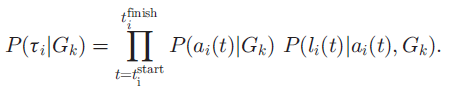 P(τ_i|G_k) = ∏_{t=t_i^{start}}^{t_i^{finish}} P(a_i(t)|G_k) P(l_i(t)|a_i(t), G_k).